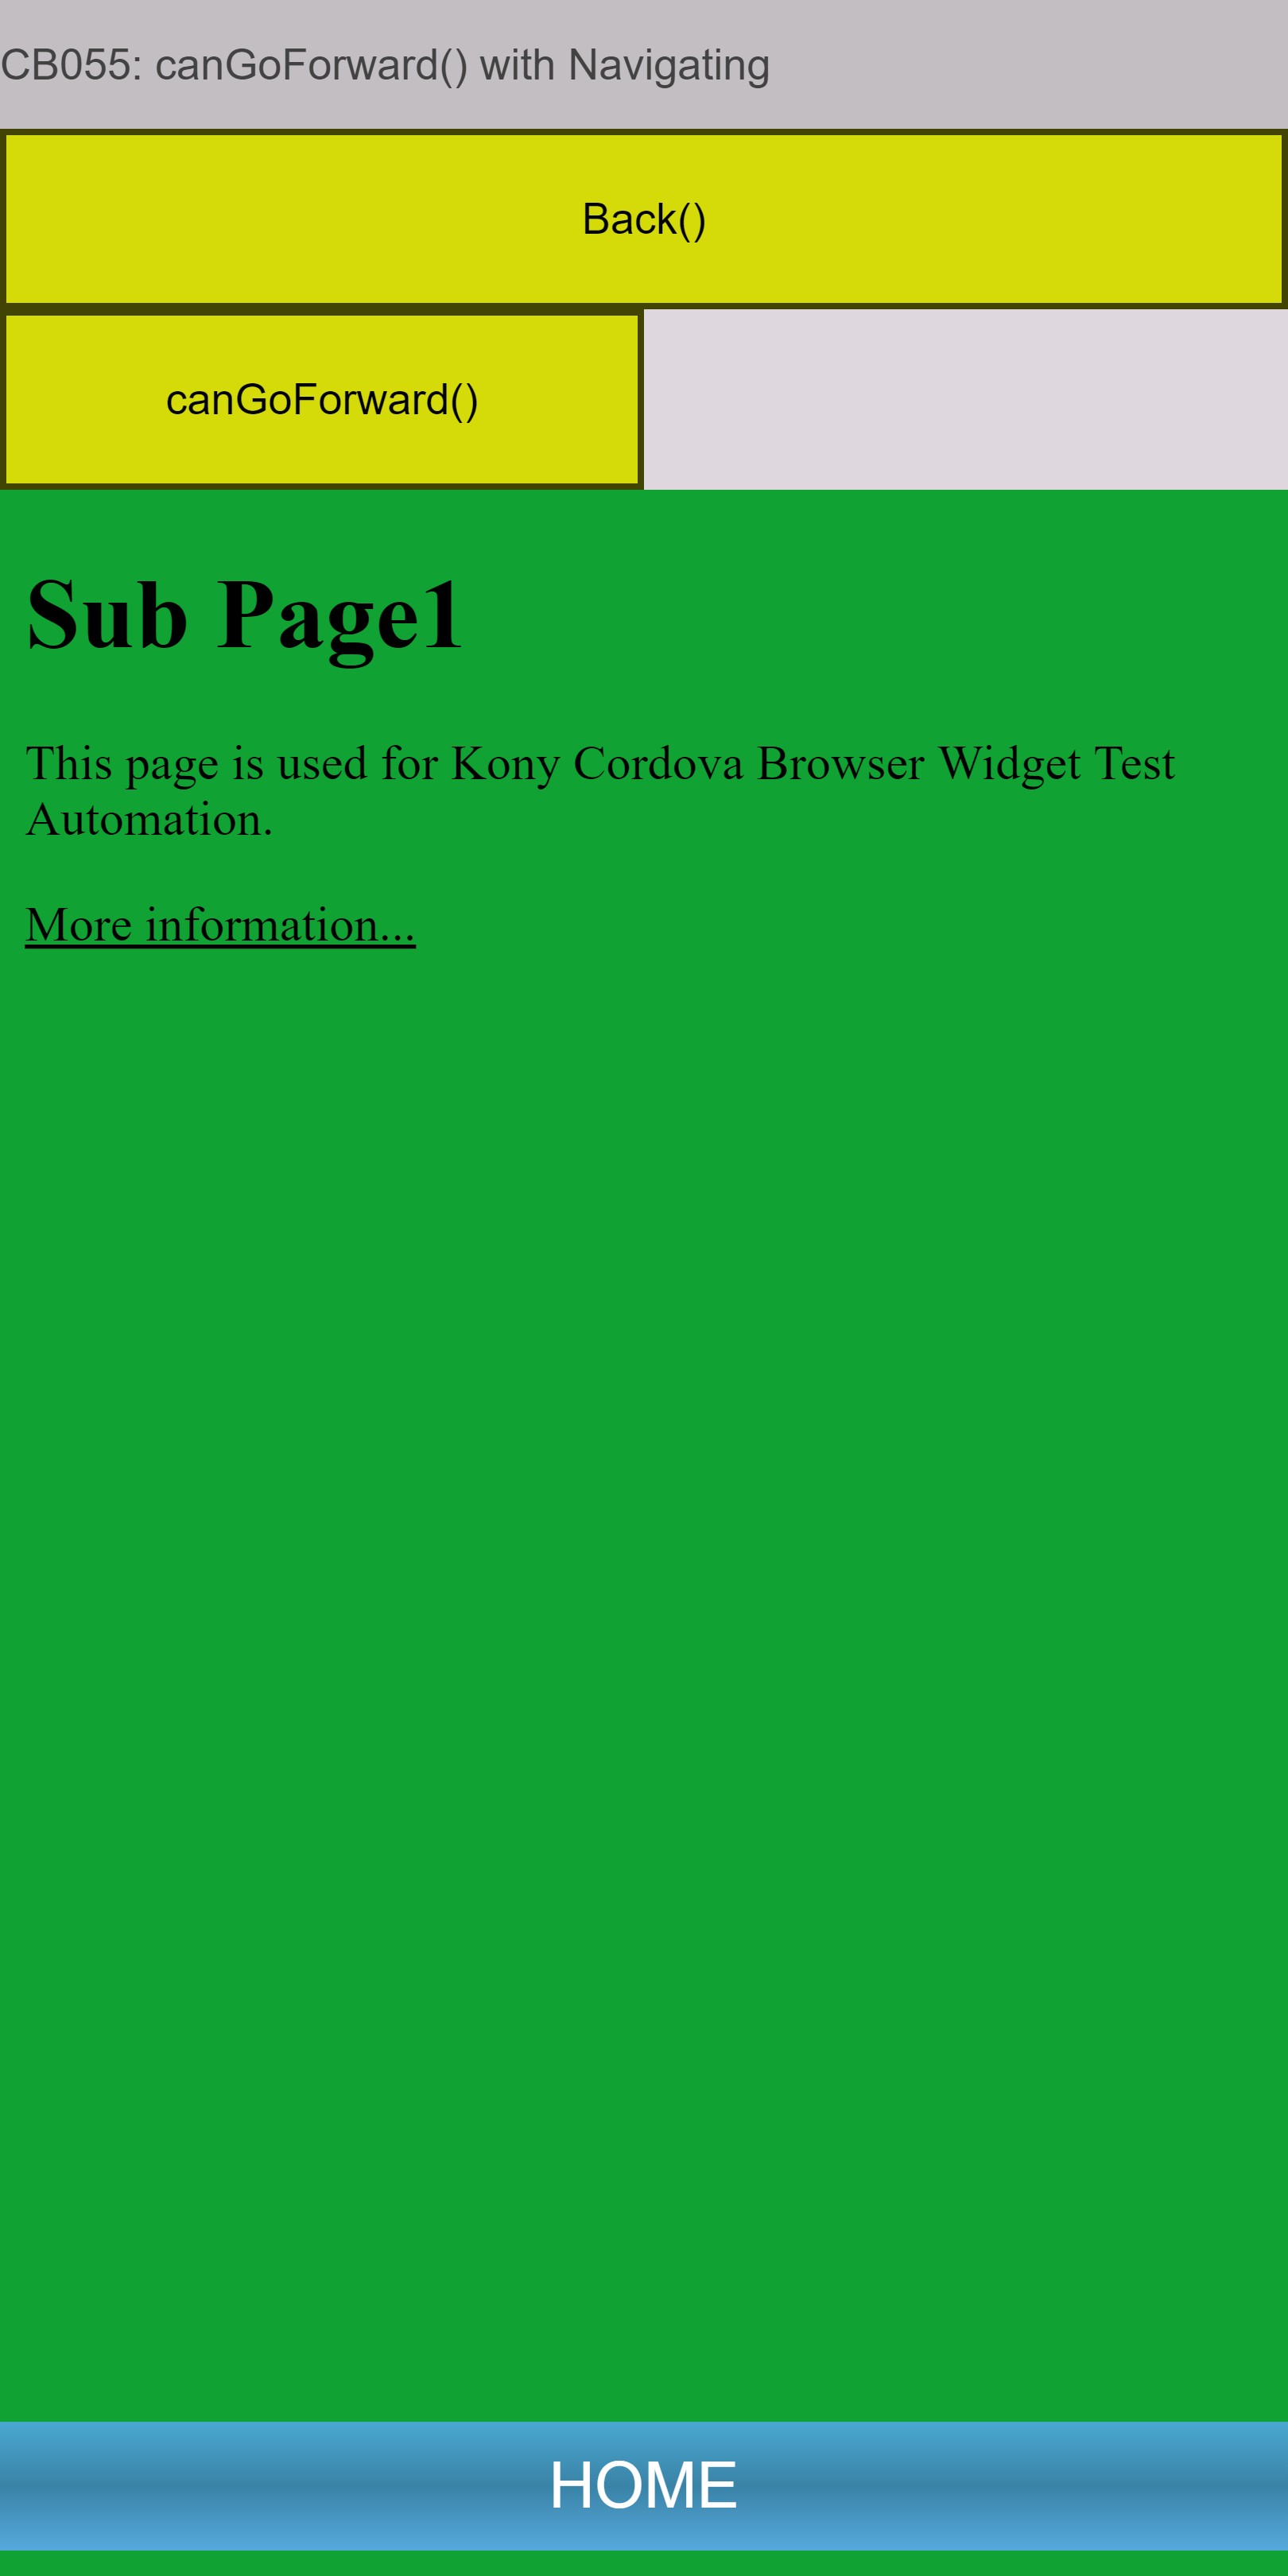 CB055: canGoForward() with Navigating
Back()
canGoForward()
Sub Page1
This page is used for Kony Cordova Browser Widget Test
Automation.
More information...
HOME